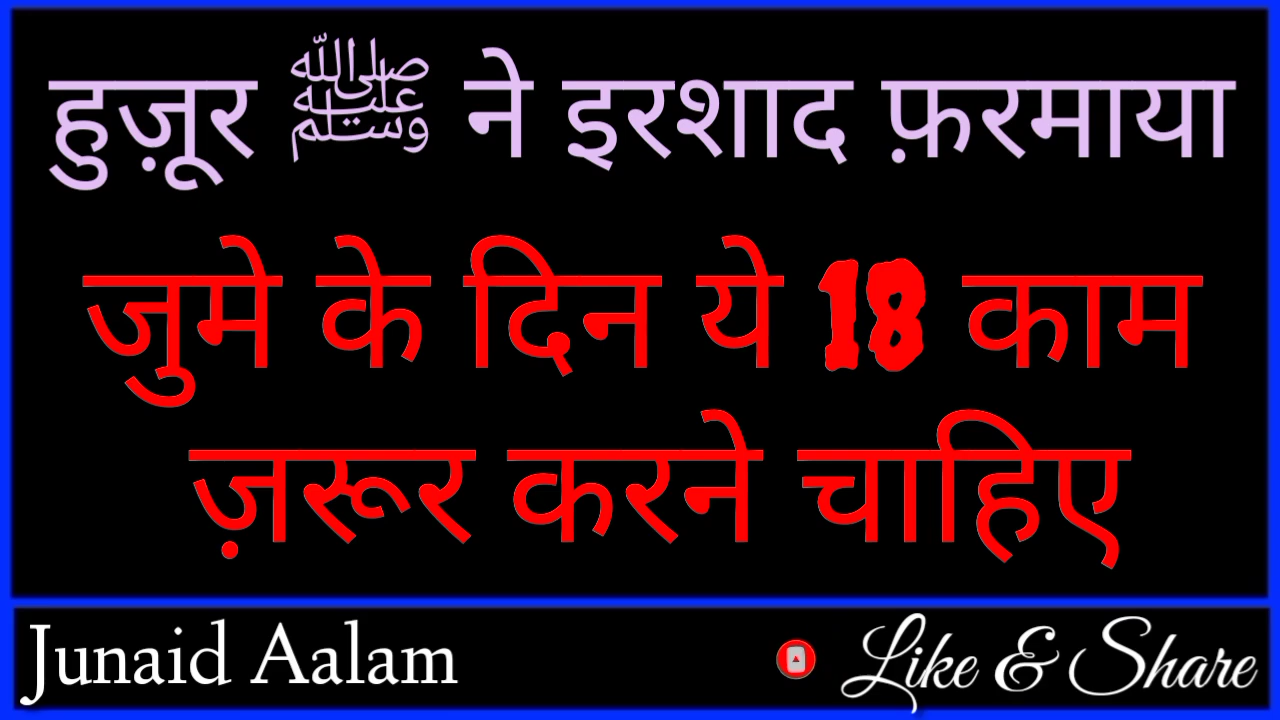 हुज़ूर ﷺ ने इरशाद फ़रमाया
जुमे के दिन ये 18 काम
ज़रूर करने चाहिए
Junaid Aalam
Like & Share